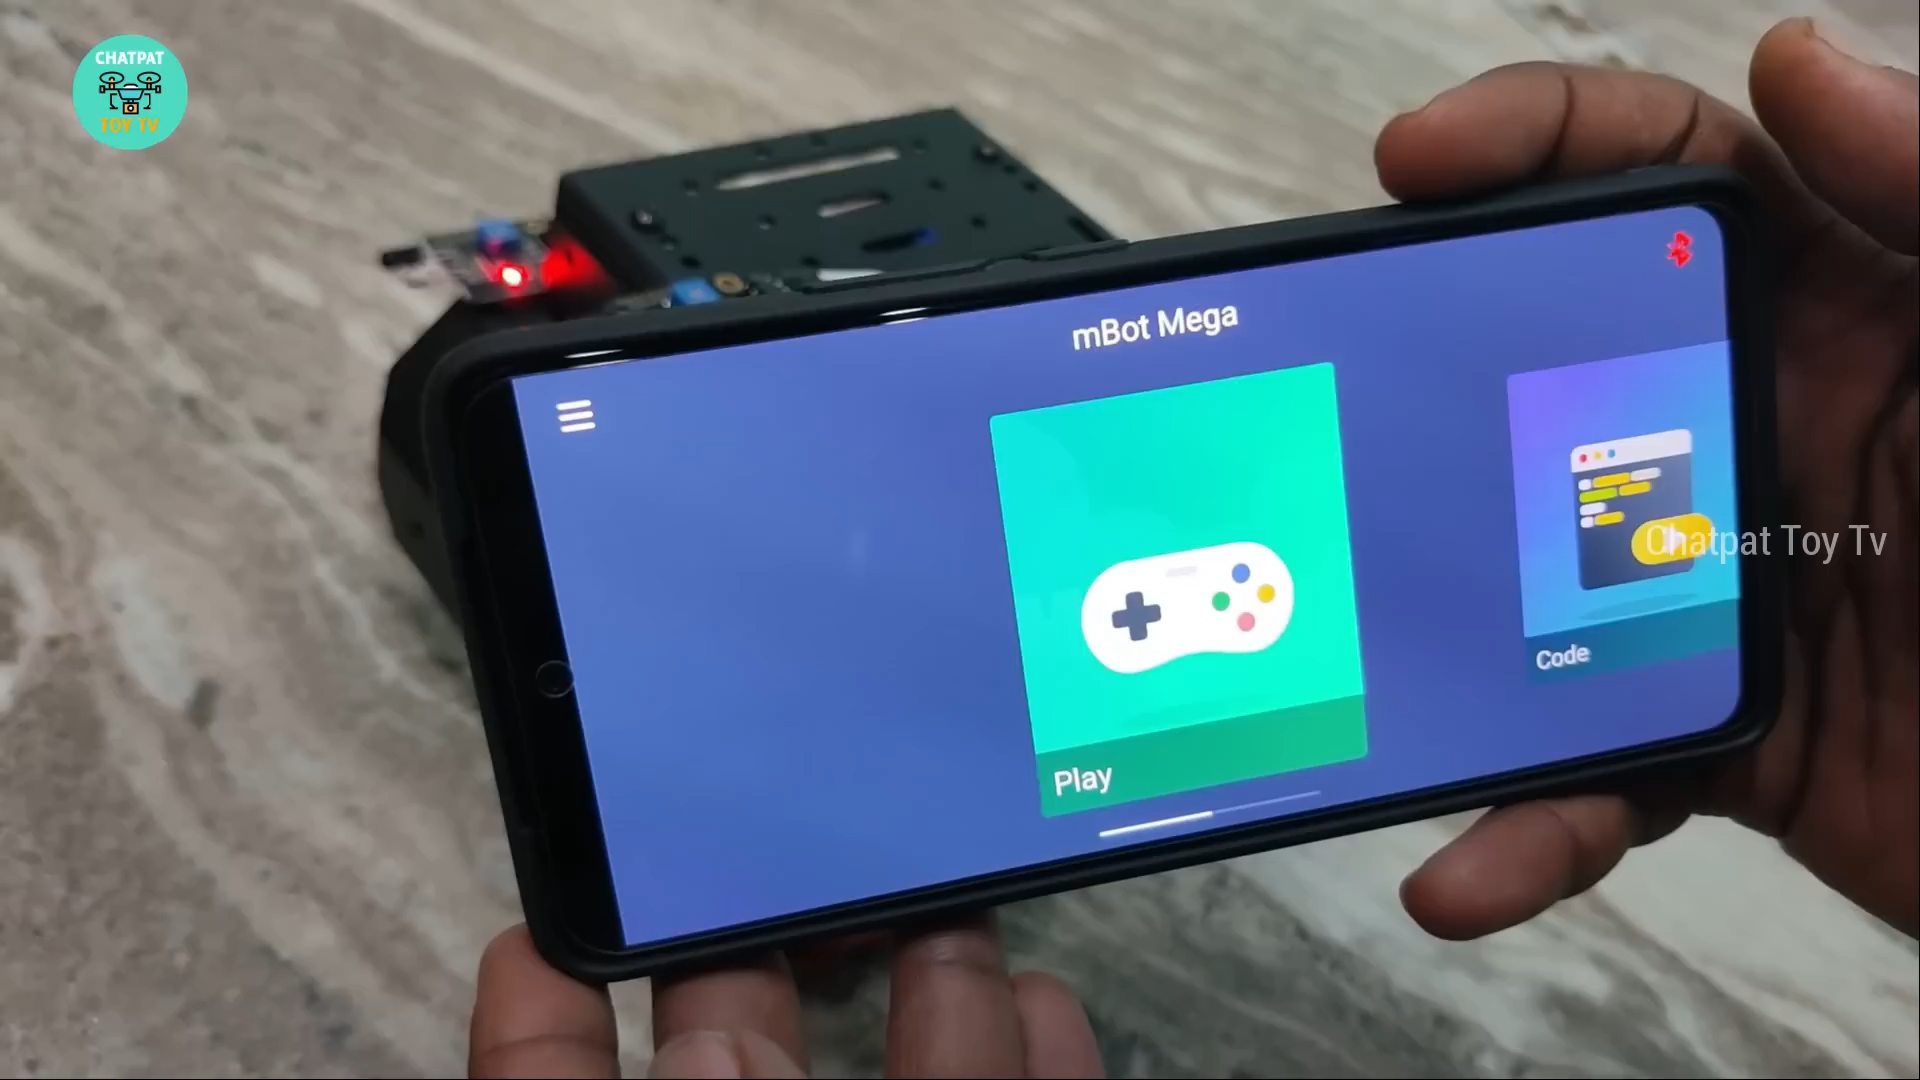 CHATPAT
TOY TV
mBot Mega
Play
Code
Chatpat Toy Tv